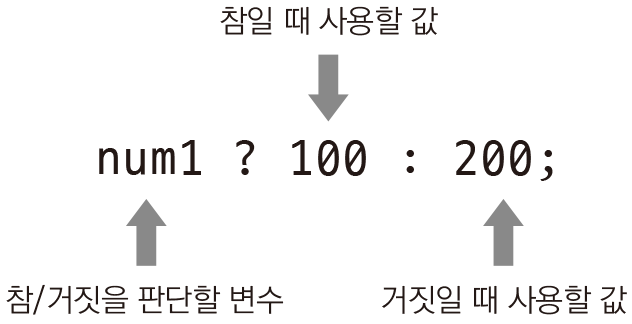 참일 때 사용할 값
num1 ? 100 : 200;
참/거짓을 판단할 변수
거짓일 때 사용할 값